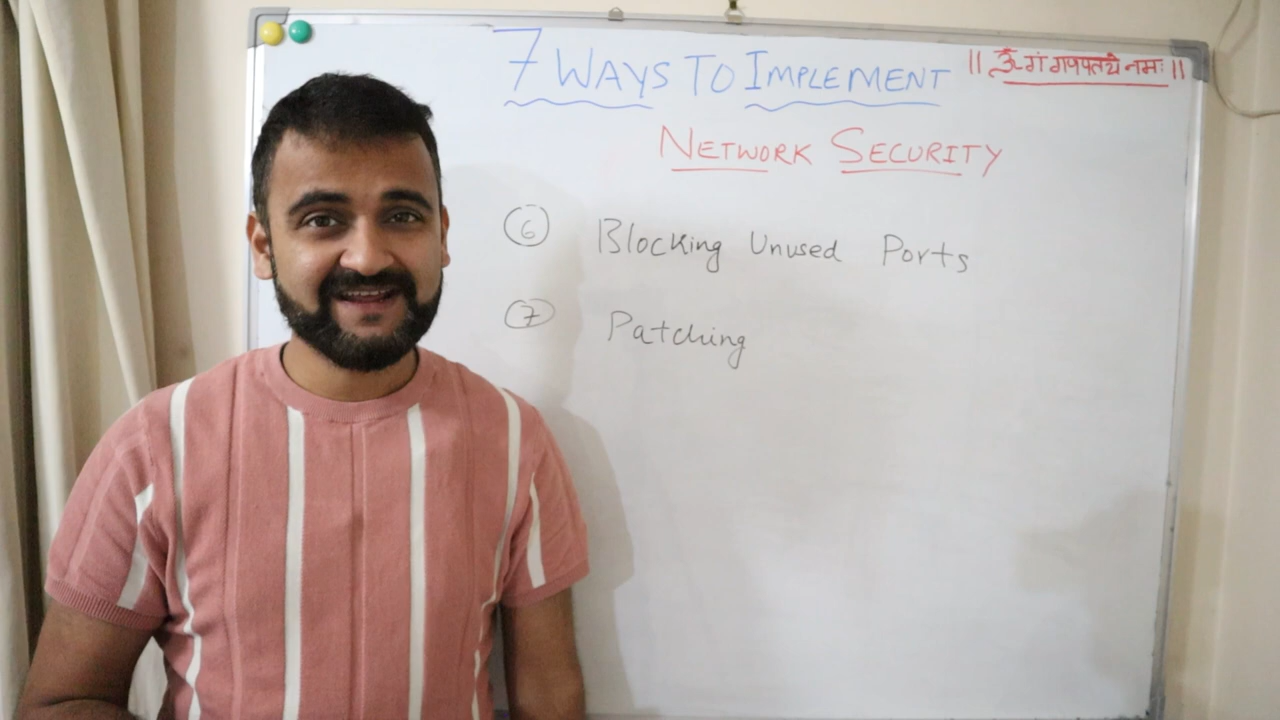 7 WAYS TO IMPLEMENT
|| ॐ गं गणपतये नमः ||
NETWORK SECURITY
6 Blocking Unused Ports
7 Patching